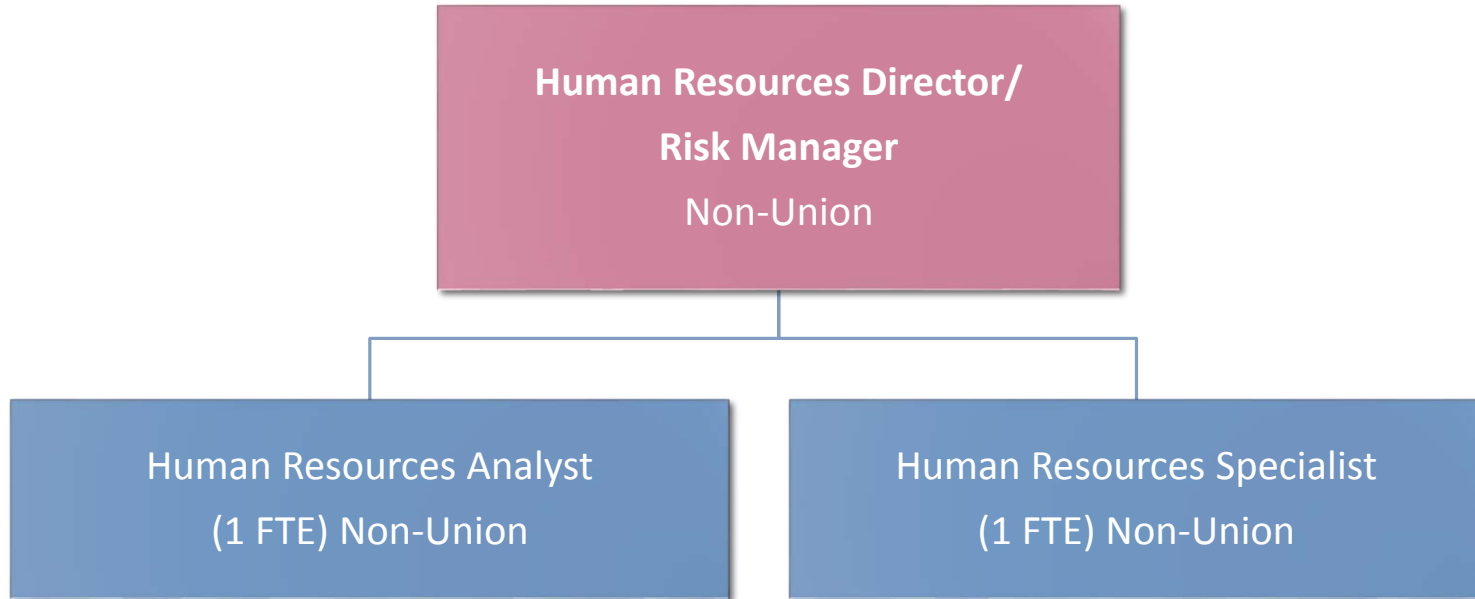 Human Resources Director/
Risk Manager
Non-Union
Human Resources Analyst
(1 FTE) Non-Union
Human Resources Specialist
(1 FTE) Non-Union